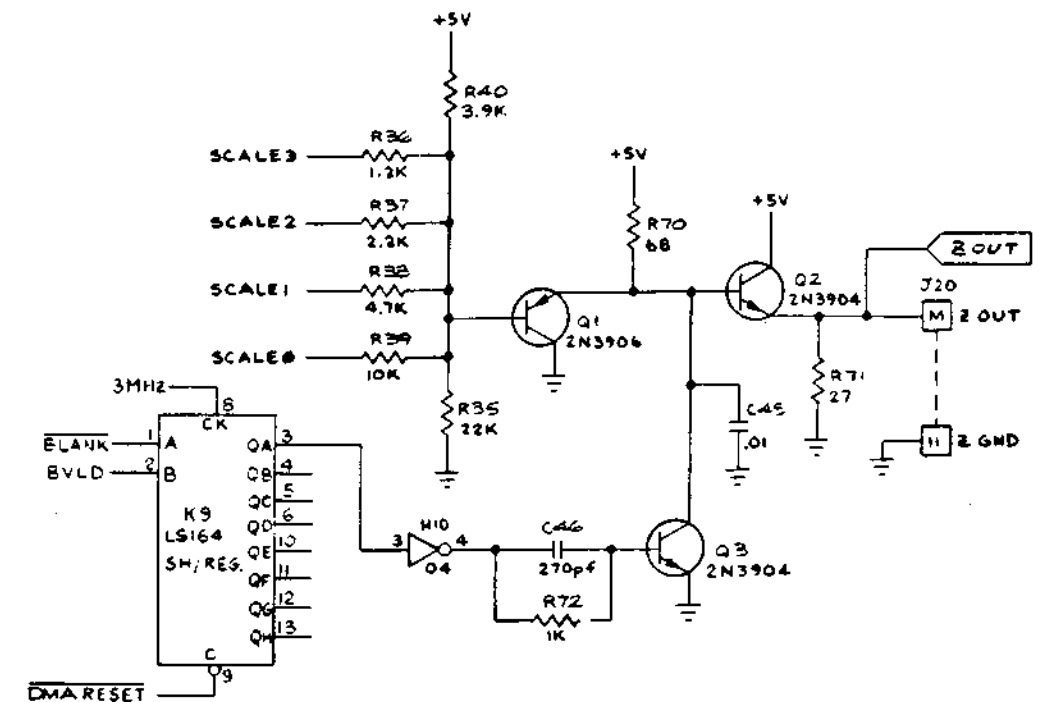 +5V
R40
3.9K
SCALE3
R36
1.2K
SCALE2
R37
2.2K
SCALE1
R38
4.7K
SCALE0
R39
10K
R35
22K
Q1
2N3906
+5V
R70
68
+5V
Q2
2N3904
Z OUT
J20
M
Z OUT
R71
27
11
Z GND
C45
.01
3MHZ
8
CK
BLANK
1
A
QA
3
BVLD
2
B
QB
4
QC
5
QD
6
QE
10
QF
11
QG
12
QH
13
K9
LS164
SH/REG.
C
9
DMA RESET
3
4
04
C46
270pf
R72
1K
Q3
2N3904